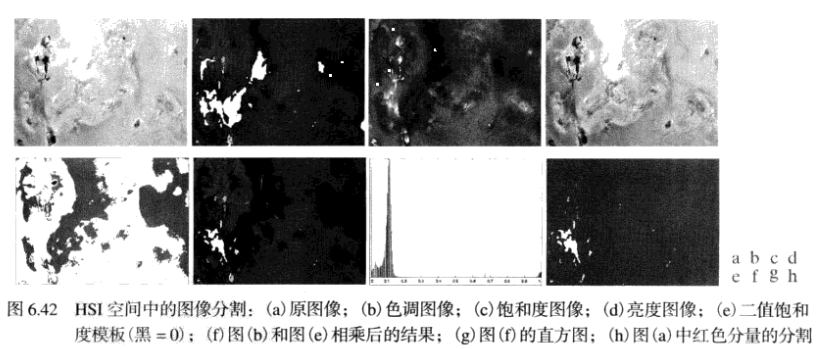 a b c d
e f g h
图 6.42 HSI 空间中的图像分割：(a)原图像；(b)色调图像；(c)饱和度图像；(d)亮度图像；(e)二值饱和
度模板(黑 = 0)；(f)图(b)和图(e)相乘后的结果；(g)图(f)的直方图；(h)图(a)中红色分量的分割